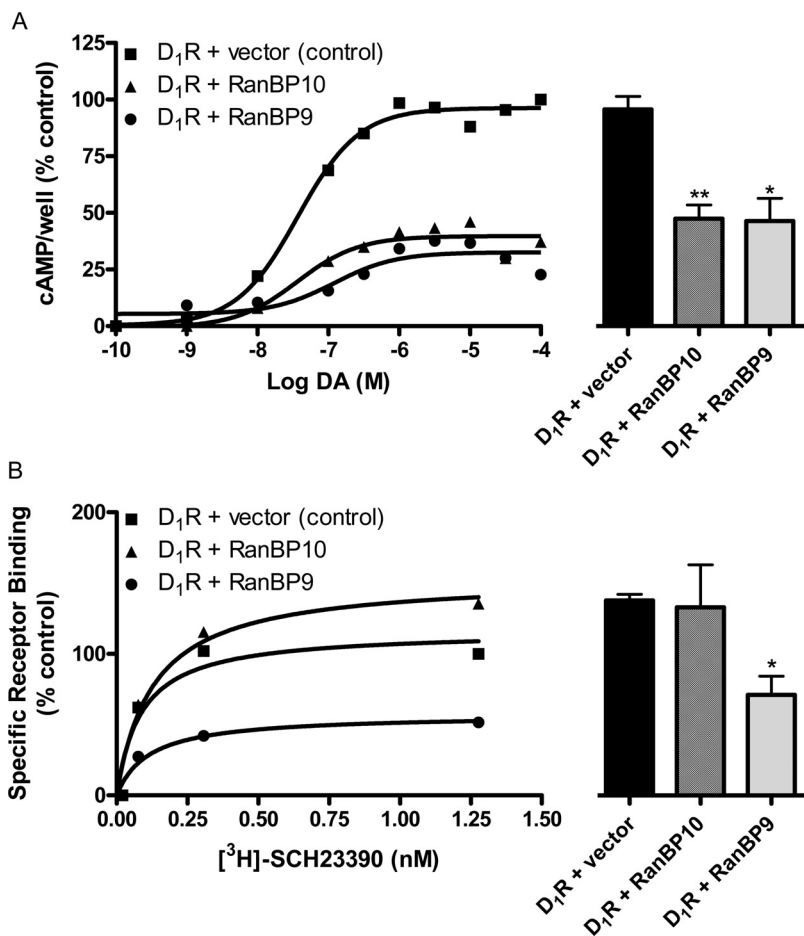 A
D₁R + vector (control)
D₁R + RanBP10
D₁R + RanBP9
cAMP/well (% control)
125
100
75
50
25
0
-10 -9 -8 -7 -6 -5 -4
Log DA (M)
** *
D₁R + vector
D₁R + RanBP10
D₁R + RanBP9
B
D₁R + vector (control)
D₁R + RanBP10
D₁R + RanBP9
Specific Receptor Binding
(% control)
200
100
0
0.00 0.25 0.50 0.75 1.00 1.25 1.50
[³H]-SCH23390 (nM)
*
D₁R + vector
D₁R + RanBP10
D₁R + RanBP9